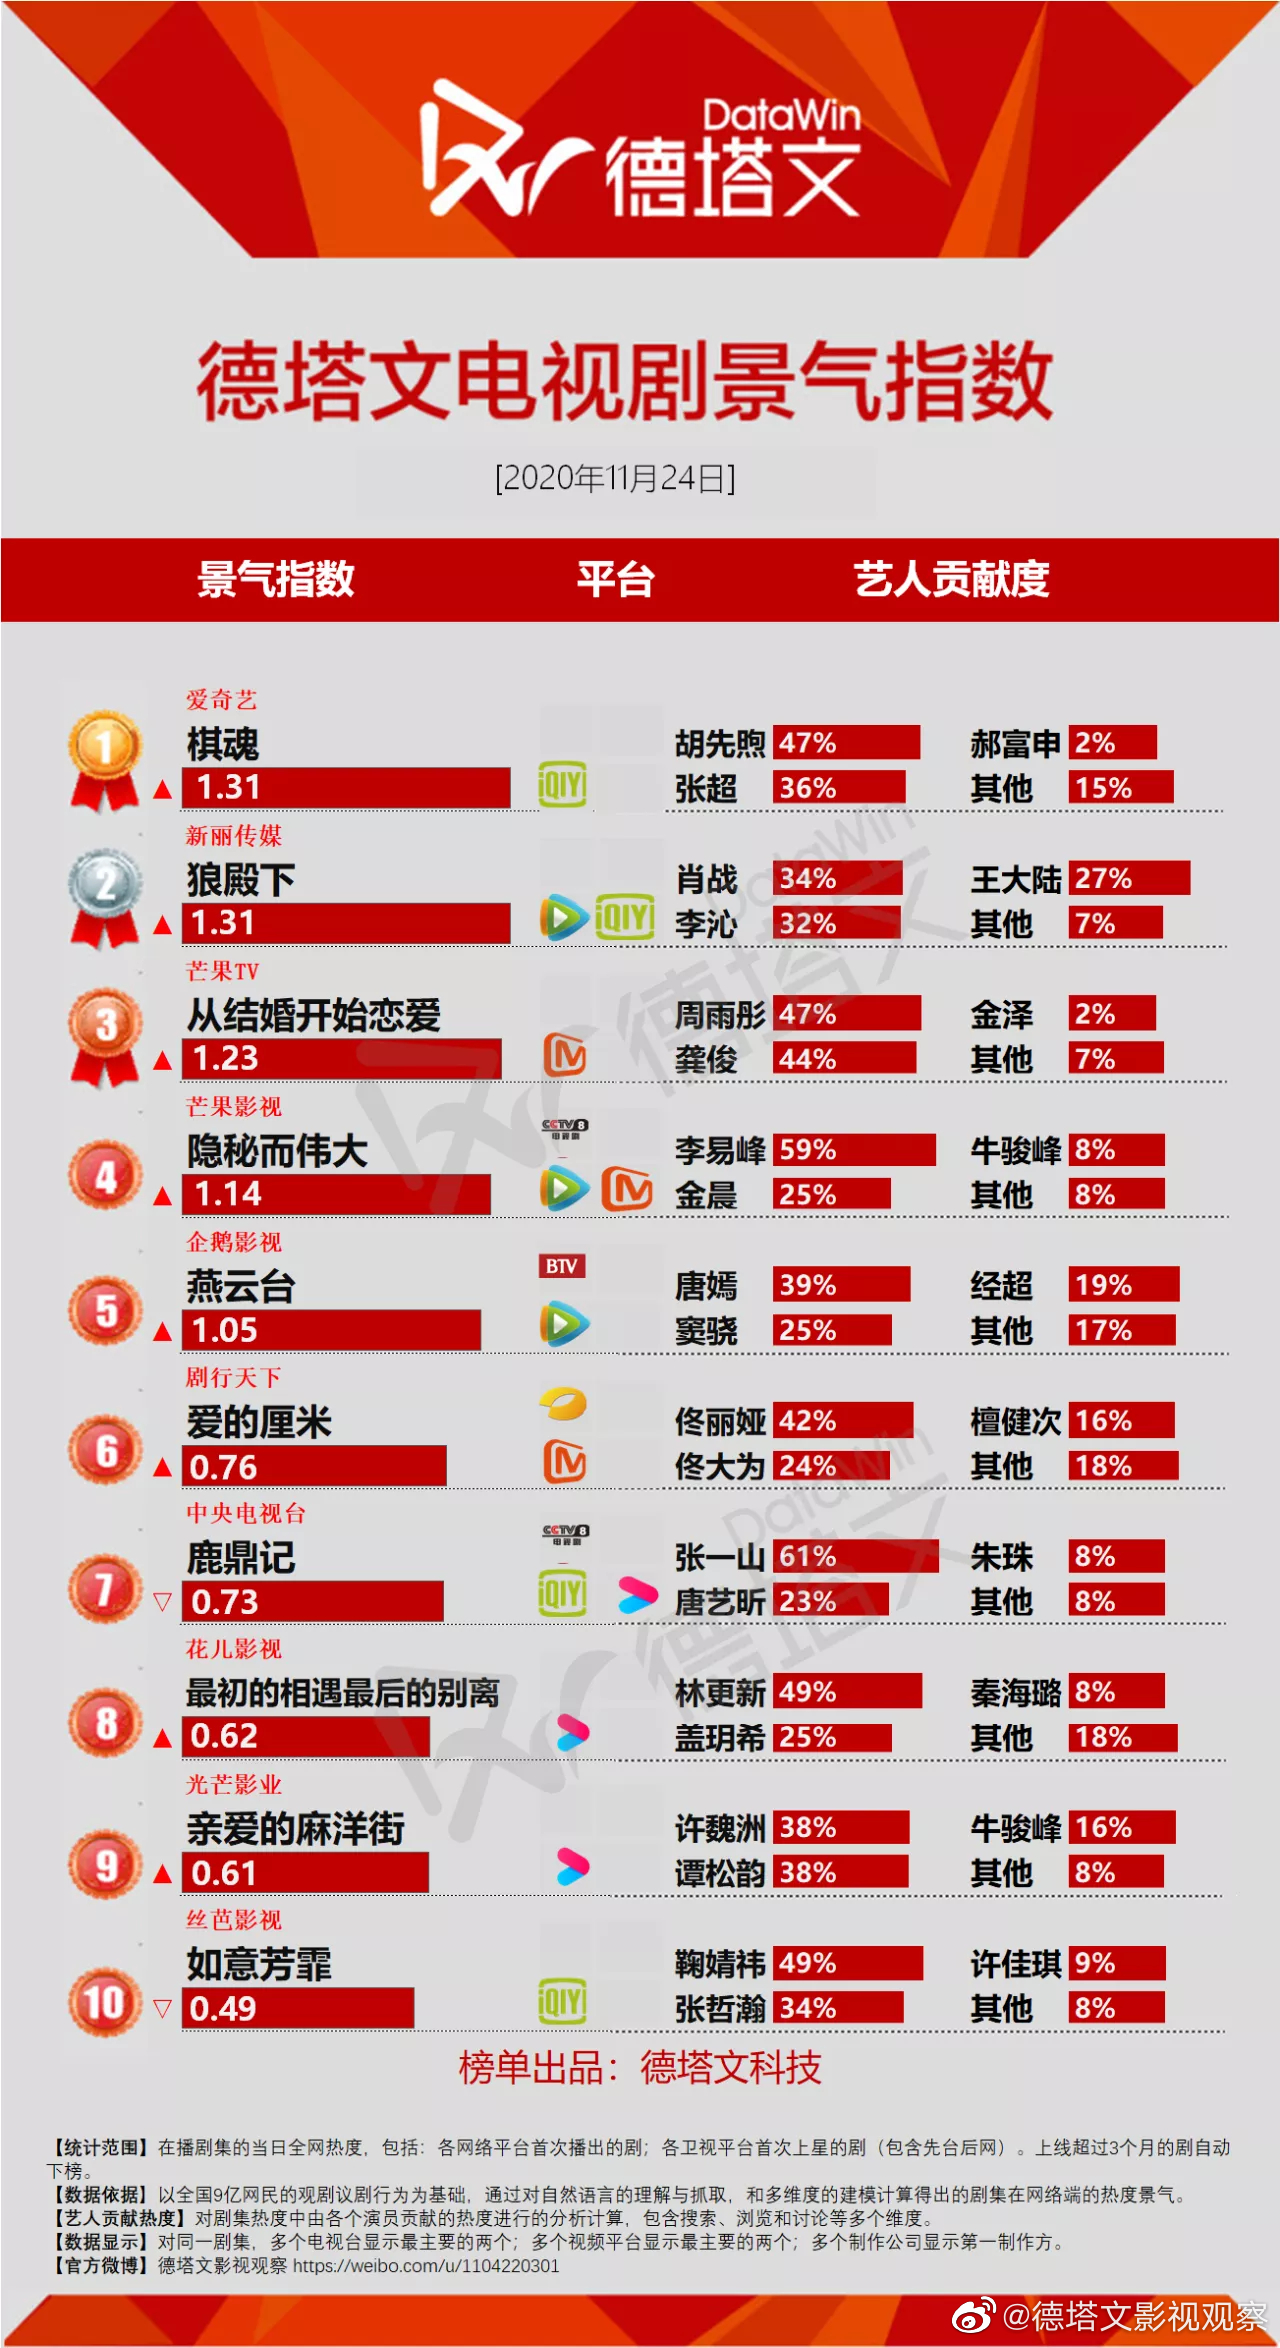 DataWin
德塔文
德塔文电视剧景气指数
[2020年11月24日]
景气指数 平台 艺人贡献度
爱奇艺
1 棋魂 胡先煦 47% 郝富申 2%
▲ 1.31 iQIY 张超 36% 其他 15%
新丽传媒
2 狼殿下 肖战 34% 王大陆 27%
▲ 1.31 iQIY 李沁 32% 其他 7%
芒果TV
3 从结婚开始恋爱 周雨彤 47% 金泽 2%
▲ 1.23 龚俊 44% 其他 7%
芒果影视
4 隐秘而伟大 CCTV8 电视剧 李易峰 59% 牛骏峰 8%
▲ 1.14 金晨 25% 其他 8%
企鹅影视
5 燕云台 BTV 唐嫣 39% 经超 19%
▲ 1.05 窦骁 25% 其他 17%
剧行天下
6 爱的厘米 佟丽娅 42% 檀健次 16%
▲ 0.76 佟大为 24% 其他 18%
中央电视台
7 鹿鼎记 CCTV8 电视剧 张一山 61% 朱珠 8%
▽ 0.73 iQIY 唐艺昕 23% 其他 8%
花儿影视
8 最初的相遇最后的别离 林更新 49% 秦海璐 8%
▲ 0.62 盖玥希 25% 其他 18%
光芒影业
9 亲爱的麻洋街 许魏洲 38% 牛骏峰 16%
▲ 0.61 谭松韵 38% 其他 8%
丝芭影视
10 如意芳霏 鞠婧祎 49% 许佳琪 9%
▽ 0.49 iQIY 张哲瀚 34% 其他 8%
榜单出品：德塔文科技
【统计范围】在播剧集的当日全网热度，包括：各网络平台首次播出的剧；各卫视平台首次上星的剧（包含先台后网）。上线超过3个月的剧自动
下榜。
【数据依据】以全国9亿网民的观剧议剧行为为基础，通过对自然语言的理解与抓取，和多维度的建模计算得出的剧集在网络端的热度景气。
【艺人贡献热度】对剧集热度中由各个演员贡献的热度进行的分析计算，包含搜索、浏览和讨论等多个维度。
【数据显示】对同一剧集，多个电视台显示最主要的两个；多个视频平台显示最主要的两个；多个制作公司显示第一制作方。
【官方微博】德塔文影视观察 https://weibo.com/u/1104220301
@德塔文影视观察